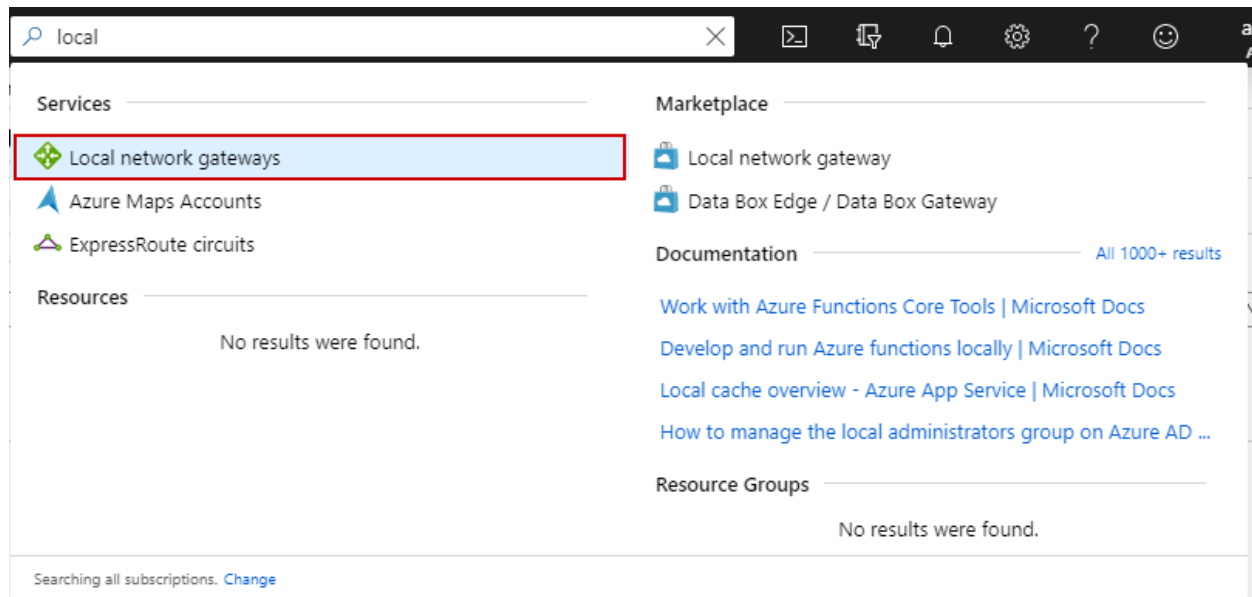 local
Services
Local network gateways
Azure Maps Accounts
ExpressRoute circuits
Resources
No results were found.
Marketplace
Local network gateway
Data Box Edge / Data Box Gateway
Documentation
All 1000+ results
Work with Azure Functions Core Tools | Microsoft Docs
Develop and run Azure functions locally | Microsoft Docs
Local cache overview - Azure App Service | Microsoft Docs
How to manage the local administrators group on Azure AD ...
Resource Groups
No results were found.
Searching all subscriptions. Change